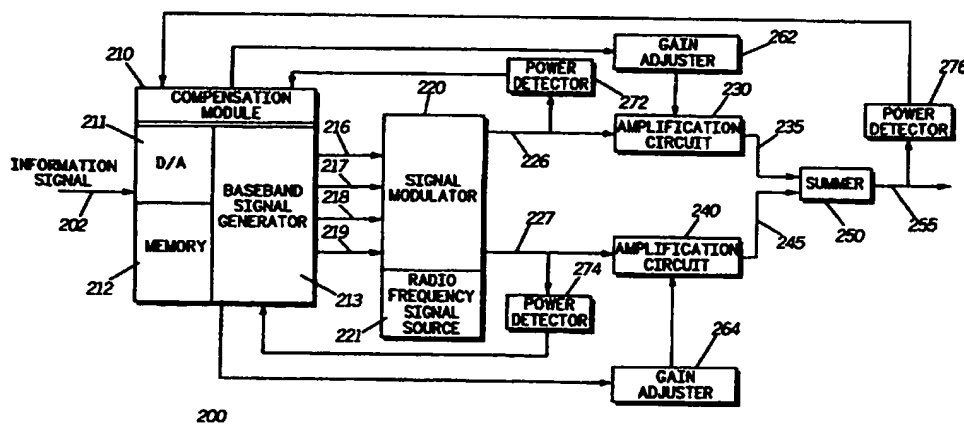 210
COMPENSATION
MODULE
211
D/A
INFORMATION
SIGNAL
202
MEMORY
212
BASEBAND
SIGNAL
GENERATOR
213
216
217
218
219
220
SIGNAL
MODULATOR
RADIO
FREQUENCY
SIGNAL
SOURCE
221
226
227
POWER
DETECTOR
272
274
POWER
DETECTOR
GAIN
ADJUSTER
262
230
AMPLIFICATION
CIRCUIT
235
240
AMPLIFICATION
CIRCUIT
245
264
GAIN
ADJUSTER
SUMMER
250
255
276
POWER
DETECTOR
200